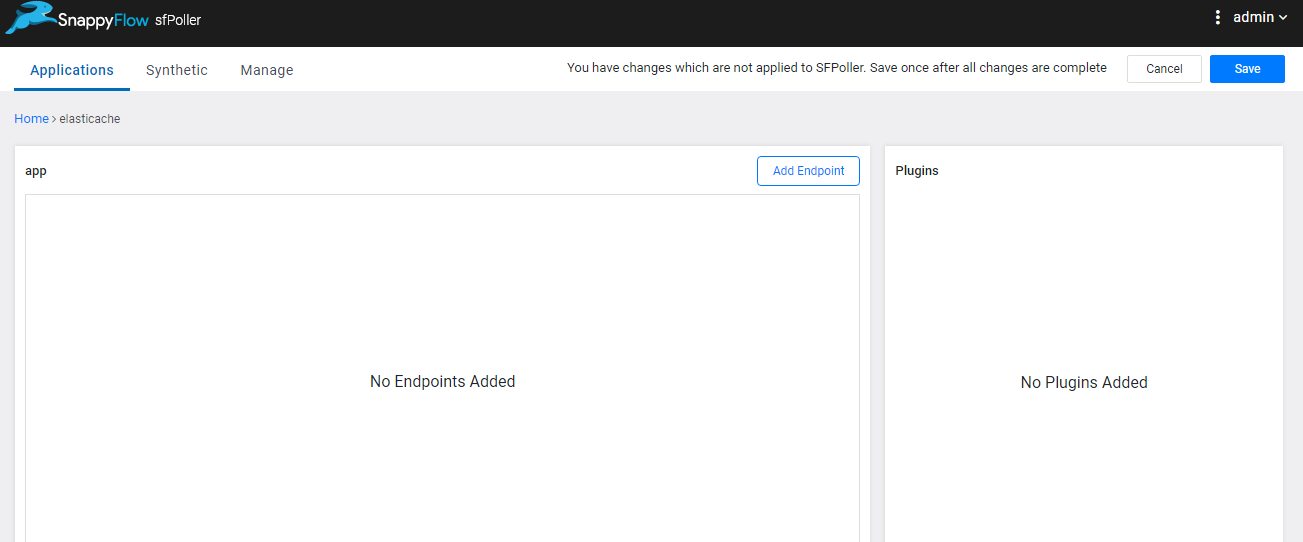 SnappyFlow sfPoller
admin
Applications Synthetic Manage
You have changes which are not applied to SFPoller. Save once after all changes are complete
Cancel
Save
Home > elasticache
app
Add Endpoint
No Endpoints Added
Plugins
No Plugins Added